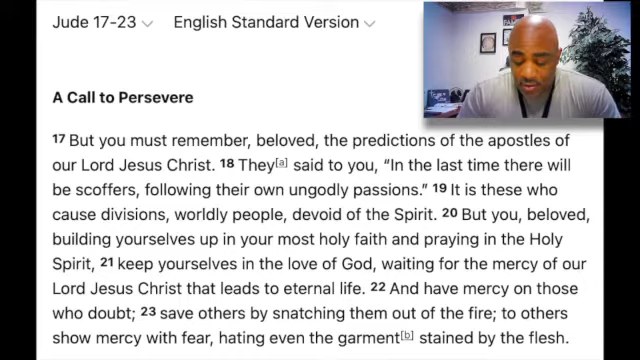 Jude 17-23 English Standard Version
A Call to Persevere
17 But you must remember, beloved, the predictions of the apostles of
our Lord Jesus Christ. 18 They[a] said to you, “In the last time there will
be scoffers, following their own ungodly passions.” 19 It is these who
cause divisions, worldly people, devoid of the Spirit. 20 But you, beloved,
building yourselves up in your most holy faith and praying in the Holy
Spirit, 21 keep yourselves in the love of God, waiting for the mercy of our
Lord Jesus Christ that leads to eternal life. 22 And have mercy on those
who doubt; 23 save others by snatching them out of the fire; to others
show mercy with fear, hating even the garment[b] stained by the flesh.